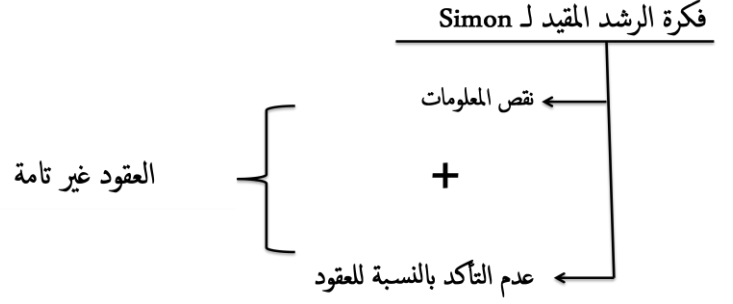 فكرة الرشد المقيد لـ Simon
نقص المعلومات
+
العقود غير تامة
عدم التأكد بالنسبة للعقود